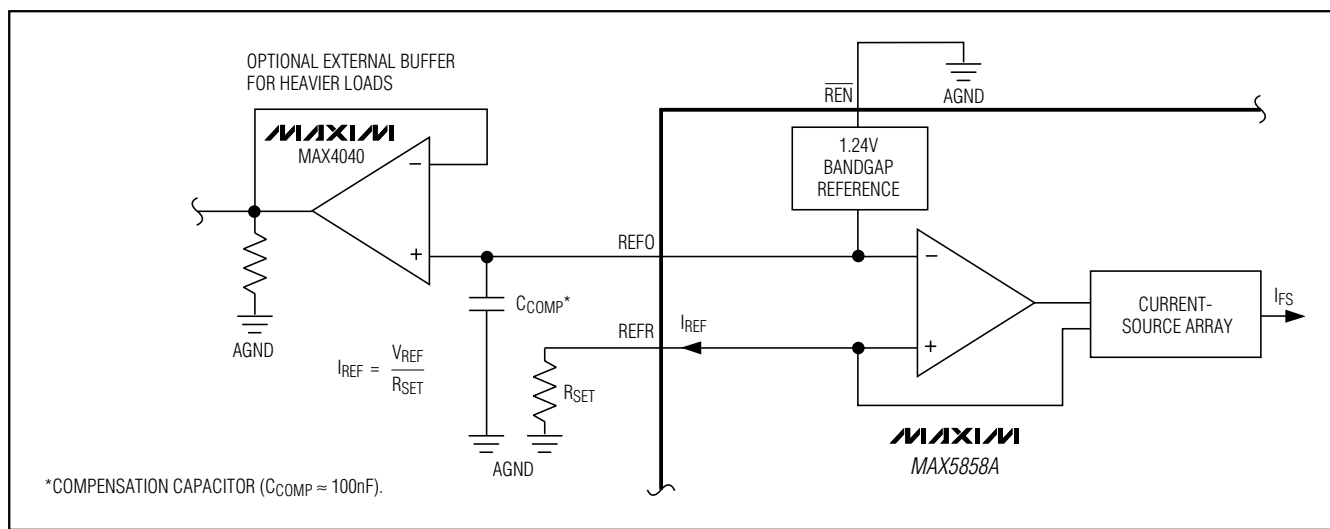 OPTIONAL EXTERNAL BUFFER
FOR HEAVIER LOADS
MAXIM
MAX4040
−
+
AGND
REN
AGND
1.24V
BANDGAP
REFERENCE
REFO
CCOMP*
REFR
IREF
IREF = VREF
RSET
RSET
AGND
−
+
CURRENT-
SOURCE ARRAY
IFS
MAXIM
MAX5858A
*COMPENSATION CAPACITOR (CCOMP ≈ 100nF).